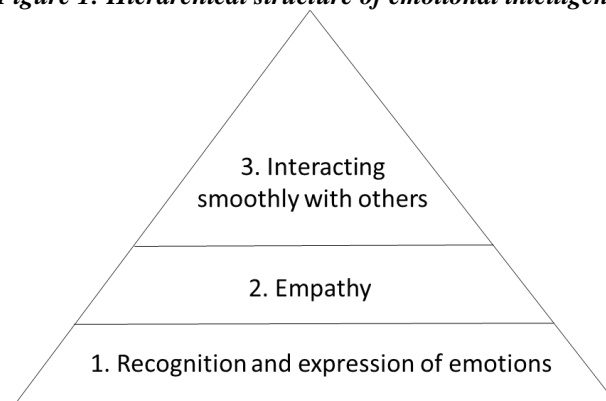 Figure 1: Hierarchical structure of emotional
3. Interacting
smoothly with others
2. Empathy
1. Recognition and expression of emotions